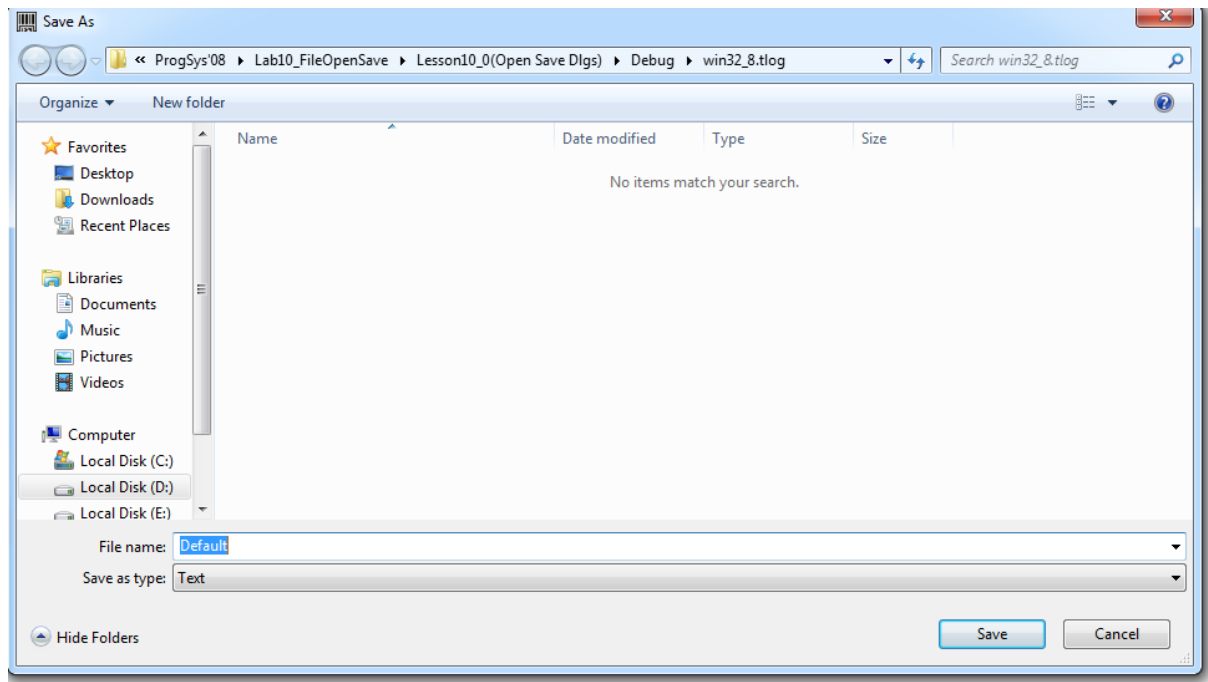 Save As
« ProgSys'08 ▸ Lab10_FileOpenSave ▸ Lesson10_0(Open Save Dlgs) ▸ Debug ▸ win32_8.tlog
Search win32_8.tlog
Organize
New folder
Name
Date modified
Type
Size
No items match your search.
Favorites
Desktop
Downloads
Recent Places
Libraries
Documents
Music
Pictures
Videos
Computer
Local Disk (C:)
Local Disk (D:)
Local Disk (E:)
File name: Default
Save as type: Text
Hide Folders
Save
Cancel